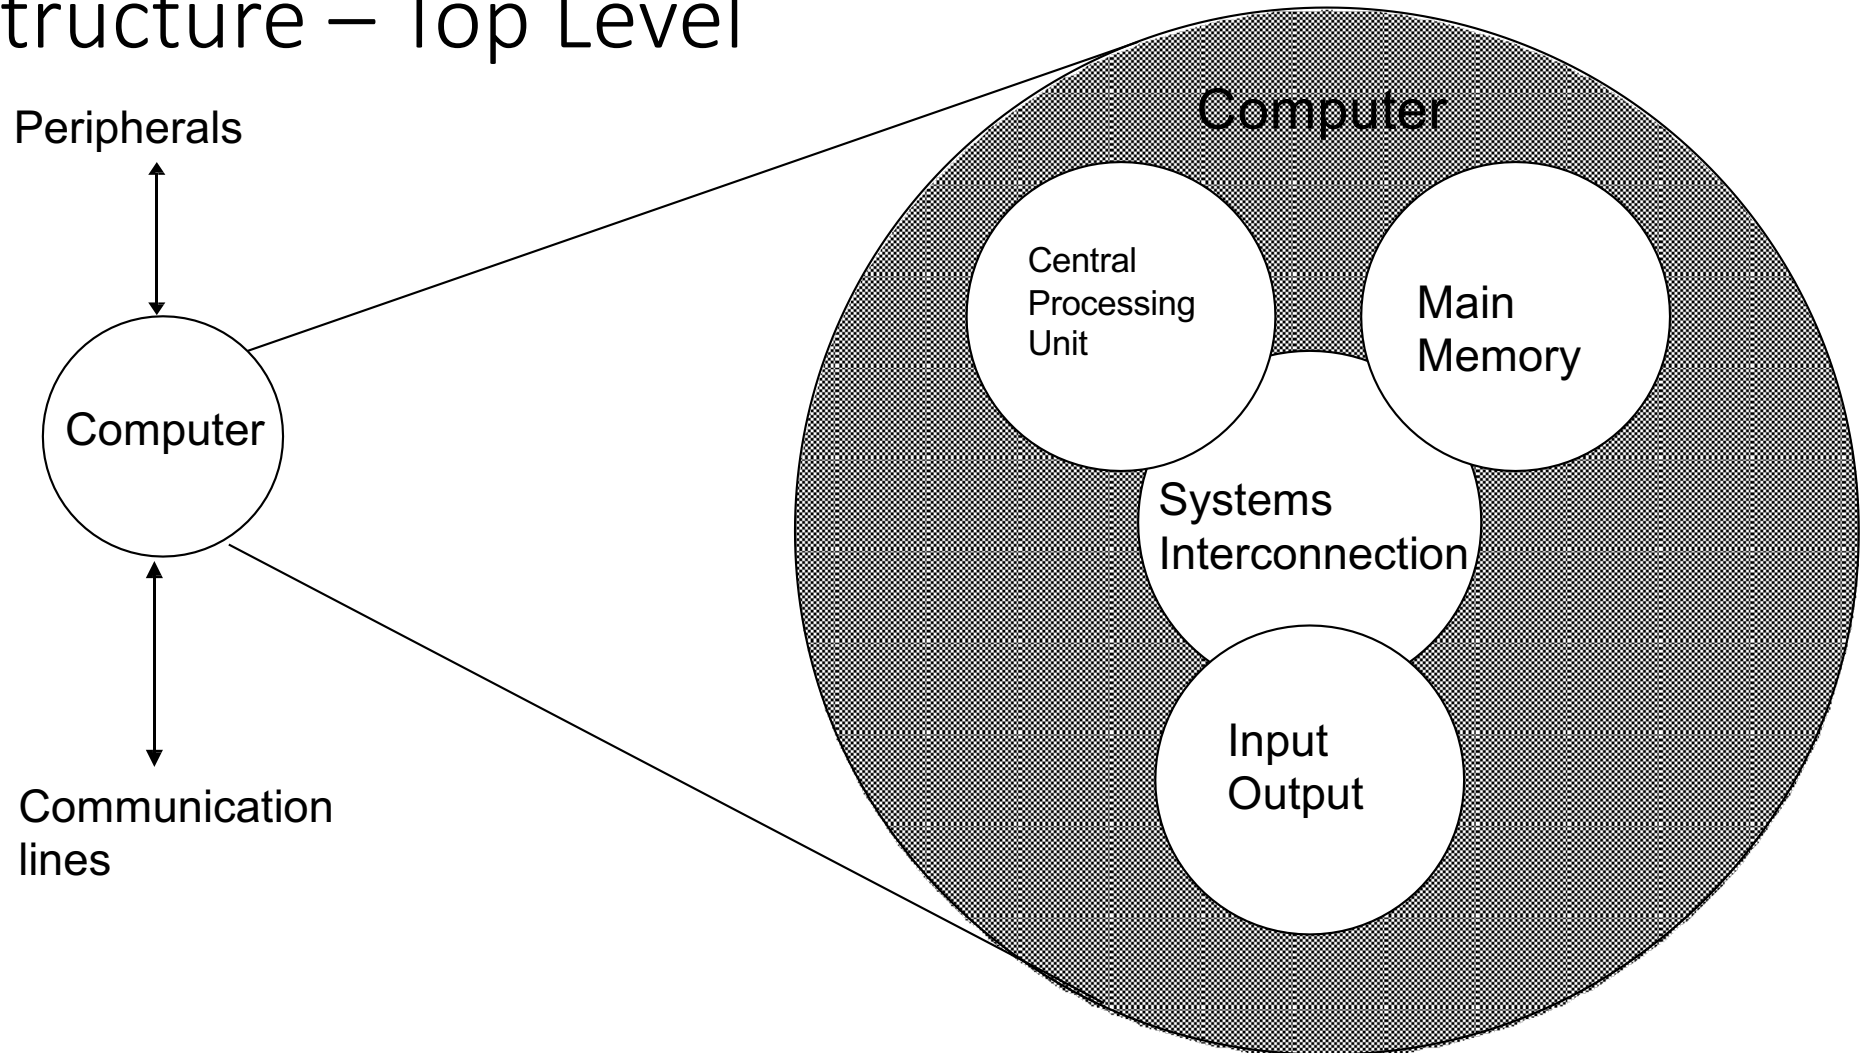 tructure – Top Level
Peripherals
Computer
Communication
lines
Computer
Central
Processing
Unit
Main
Memory
Systems
Interconnection
Input
Output